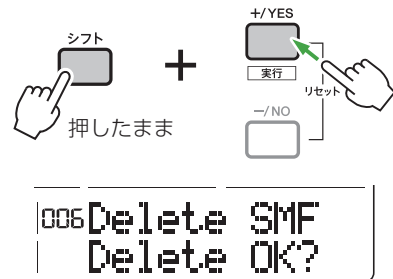 シフト
+/YES
実行
リセット
−/NO
押したまま
006 Delete SMF
Delete OK?